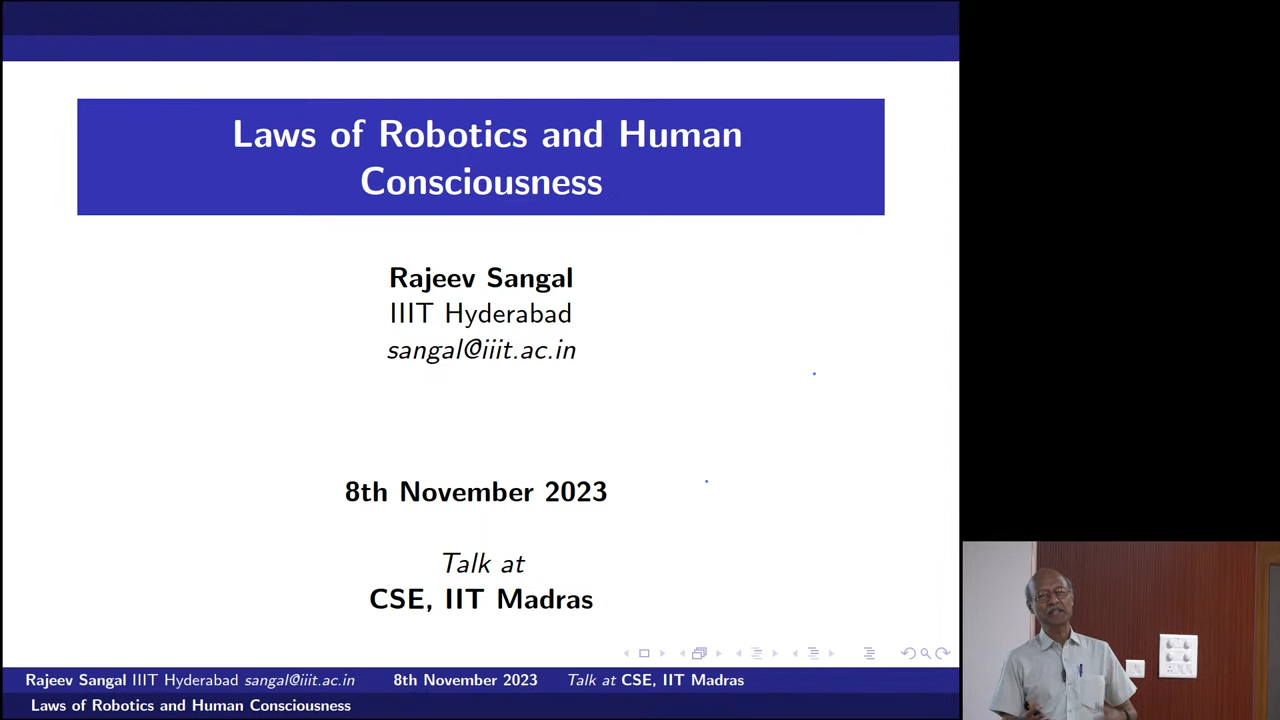 Laws of Robotics and Human
Consciousness
Rajeev Sangal
IIIT Hyderabad
sangal@iiit.ac.in
8th November 2023
Talk at
CSE, IIT Madras
Rajeev Sangal IIIT Hyderabad sangal@iiit.ac.in 8th November 2023 Talk at CSE, IIT Madras
Laws of Robotics and Human Consciousness